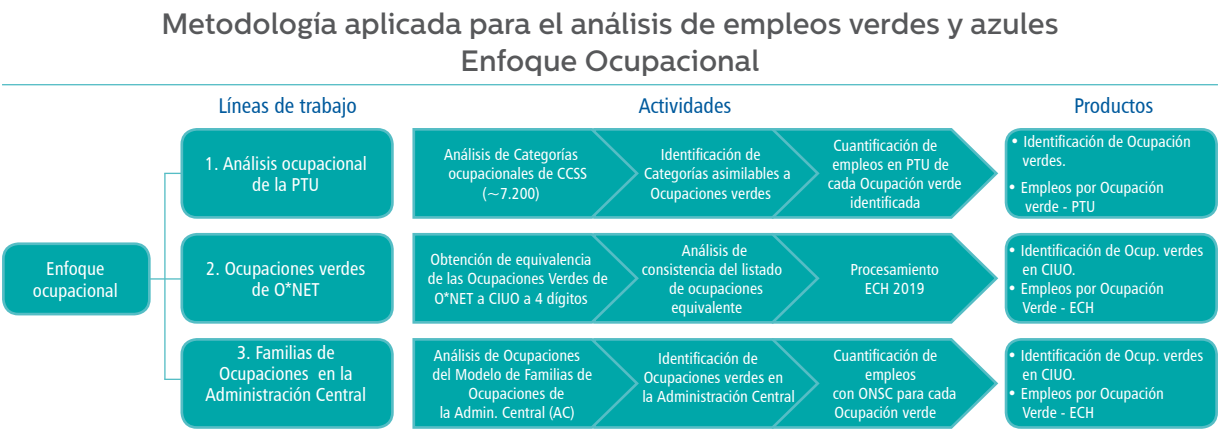 Metodología aplicada para el análisis de empleos verdes y azules
Enfoque Ocupacional
Líneas de trabajo
Actividades
Productos
Enfoque
ocupacional
1. Análisis ocupacional
de la PTU
Análisis de Categorías
ocupacionales de CCSS
(~7.200)
Identificación de
Categorías asimilables a
Ocupaciones verdes
Cuantificación de
empleos en PTU de
cada Ocupación verde
identificada
• Identificación de Ocupación
verdes.
• Empleos por Ocupación
verde - PTU
2. Ocupaciones verdes
de O*NET
Obtención de equivalencia
de las Ocupaciones Verdes de
O*NET a CIUO a 4 dígitos
Análisis de
consistencia del listado
de ocupaciones
equivalente
Procesamiento
ECH 2019
• Identificación de Ocup. verdes
en CIUO.
• Empleos por Ocupación
Verde - ECH
3. Familias de
Ocupaciones en la
Administración Central
Análisis de Ocupaciones
del Modelo de Familias de
Ocupaciones de
la Admin. Central (AC)
Identificación de
Ocupaciones verdes en
la Administración Central
Cuantificación de
empleos
con ONSC para cada
Ocupación verde
• Identificación de Ocup. verdes
en CIUO.
• Empleos por Ocupación
Verde - ECH